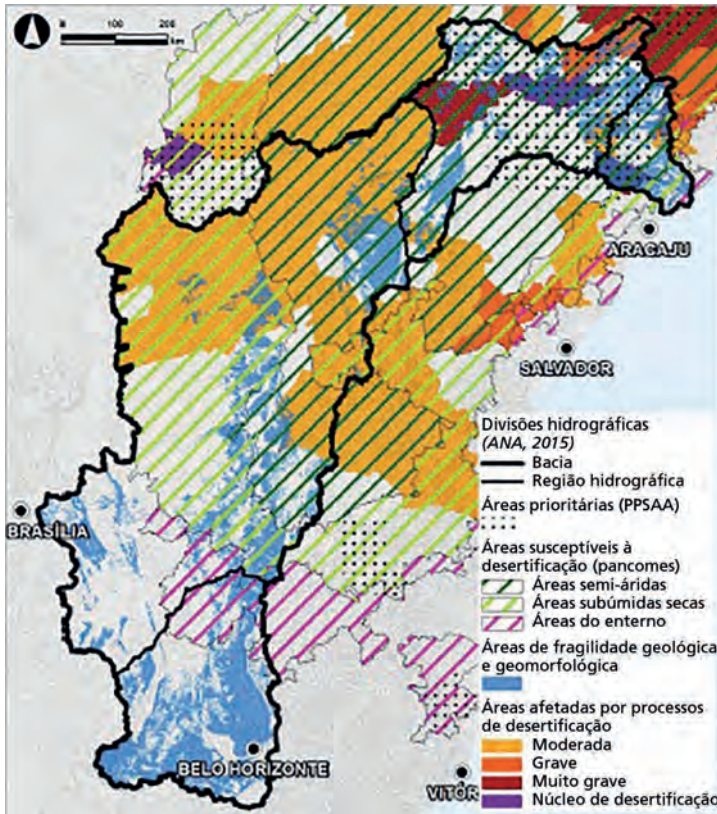 0 100 200
km
ARACAJU
SALVADOR
BRASÍLIA
BELO HORIZONTE
VITÓR
Divisões hidrográficas
(ANA, 2015)
Bacia
Região hidrográfica
Áreas prioritárias (PPSAA)
Áreas susceptíveis à
desertificação (pancomes)
Áreas semi-áridas
Áreas subúmidas secas
Áreas do enterno
Áreas de fragilidade geológica
e geomorfológica
Áreas afetadas por processos
de desertificação
Moderada
Grave
Muito grave
Núcleo de desertificação